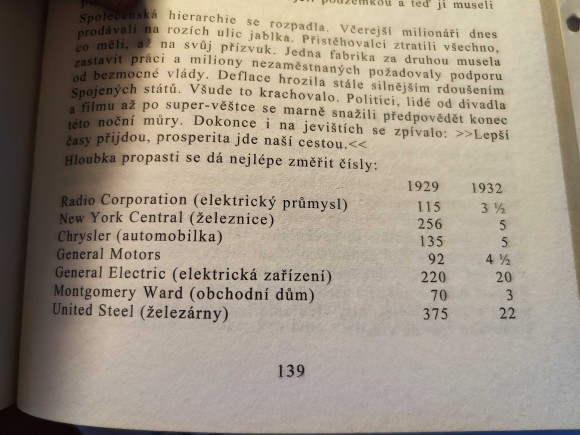 podzemkou a teď ji museli
Společenská hierarchie se rozpadla. Včerejší milionáři dnes
prodávali na rozích ulic jablka. Přistěhovalci ztratili všechno,
co měli, až na svůj přízvuk. Jedna fabrika za druhou musela
zastavit práci a miliony nezaměstnaných požadovaly podporu
od bezmocné vlády. Deflace hrozila stále silnějším rdoušením
Spojených států. Všude to krachovalo. Politici, lidé od divadla
a filmu až po super-věštce se marně snažili předpovědět konec
této noční můry. Dokonce i na jevištích se zpívalo: >>Lepší
časy přijdou, prosperita jde naší cestou.<<
Hloubka propasti se dá nejlépe změřit čísly:
1929 1932
Radio Corporation (elektrický průmysl) 115 3 ½
New York Central (železnice) 256 5
Chrysler (automobilka) 135 5
General Motors 92 4 ½
General Electric (elektrická zařízení) 220 20
Montgomery Ward (obchodní dům) 70 3
United Steel (železárny) 375 22
139